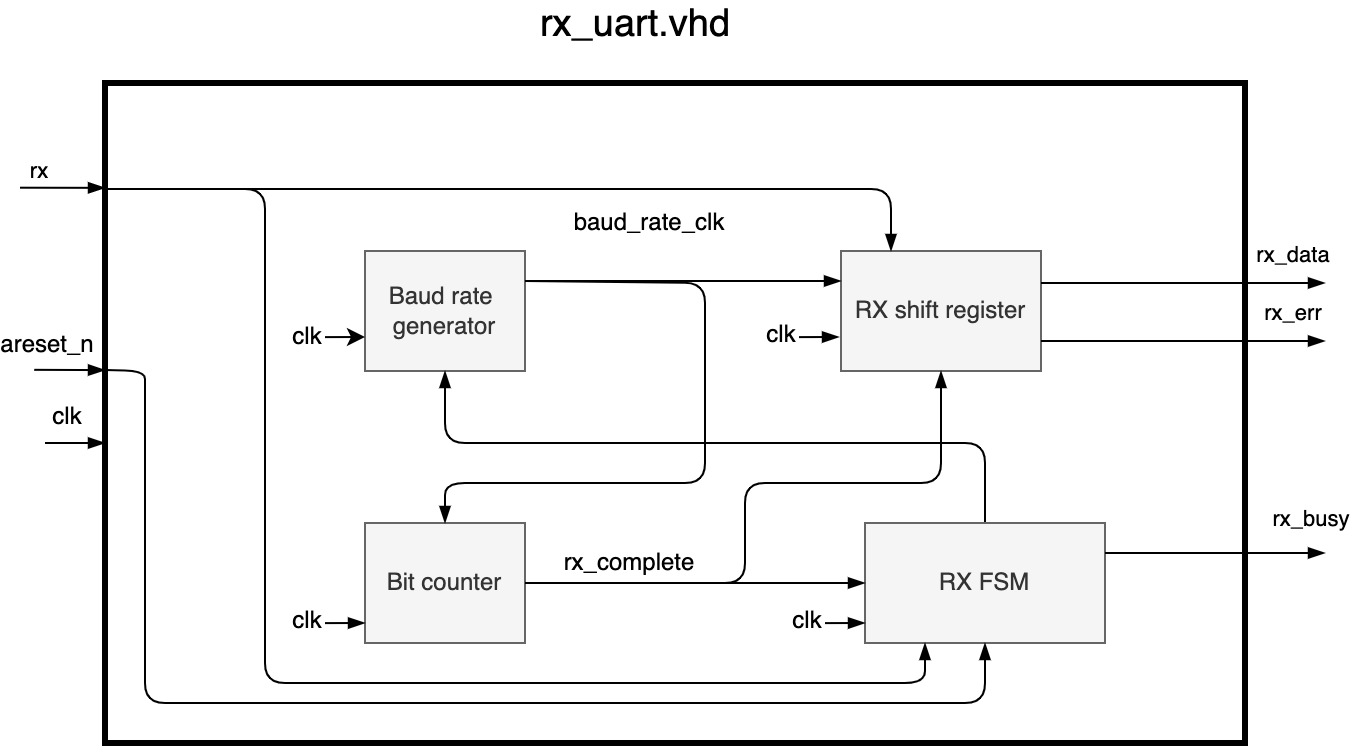 rx_uart.vhd
rx
baud_rate_clk
rx_data
Baud rate
generator
RX shift register
rx_err
clk
clk
areset_n
clk
rx_busy
rx_complete
Bit counter
RX FSM
clk
clk